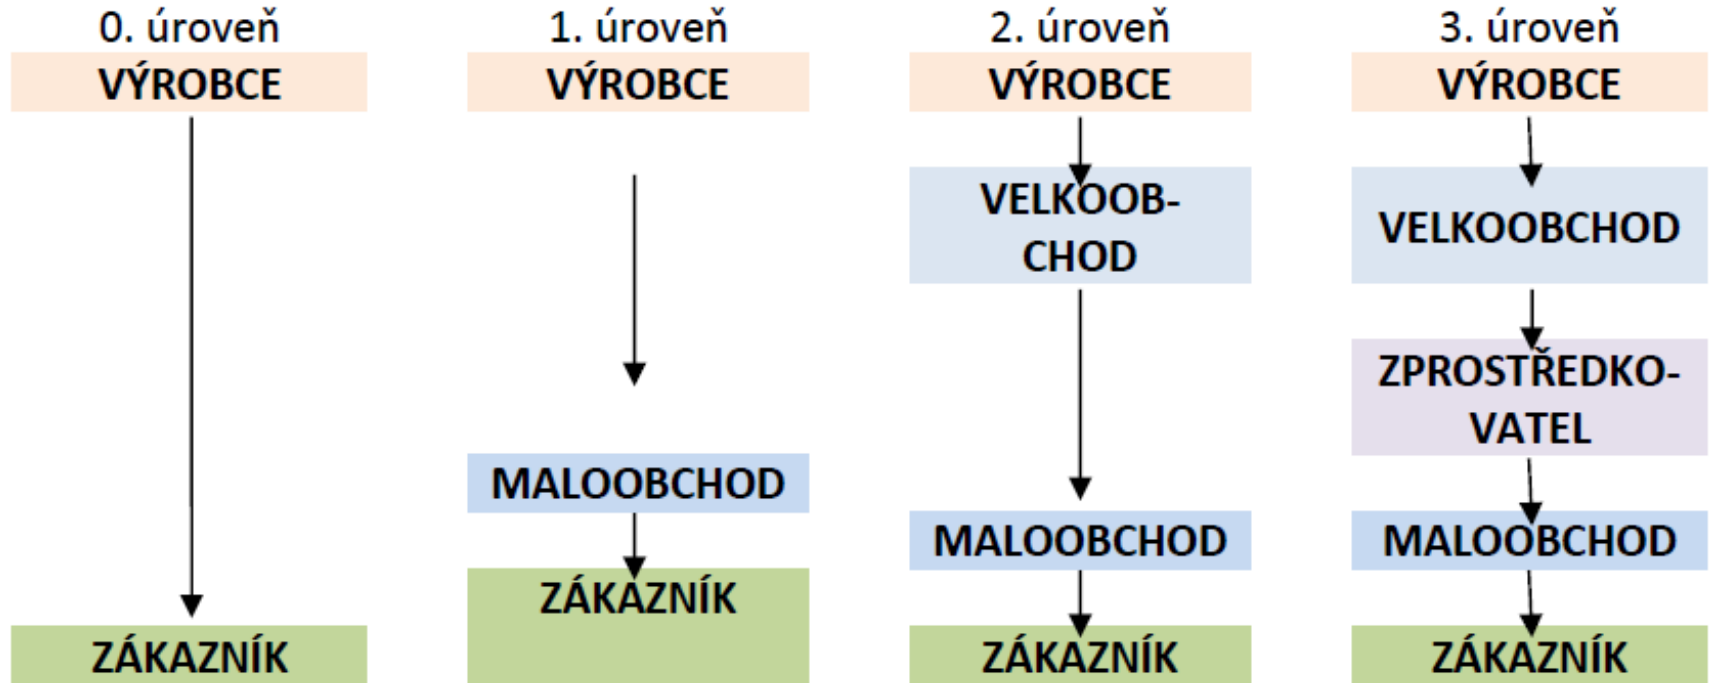 0. úroveň
VÝROBCE
ZÁKAZNÍK
1. úroveň
VÝROBCE
MALOOBCHOD
ZÁKAZNÍK
2. úroveň
VÝROBCE
VELKOOB-
CHOD
MALOOBCHOD
ZÁKAZNÍK
3. úroveň
VÝROBCE
VELKOOBCHOD
ZPROSTŘEDKO-
VATEL
MALOOBCHOD
ZÁKAZNÍK